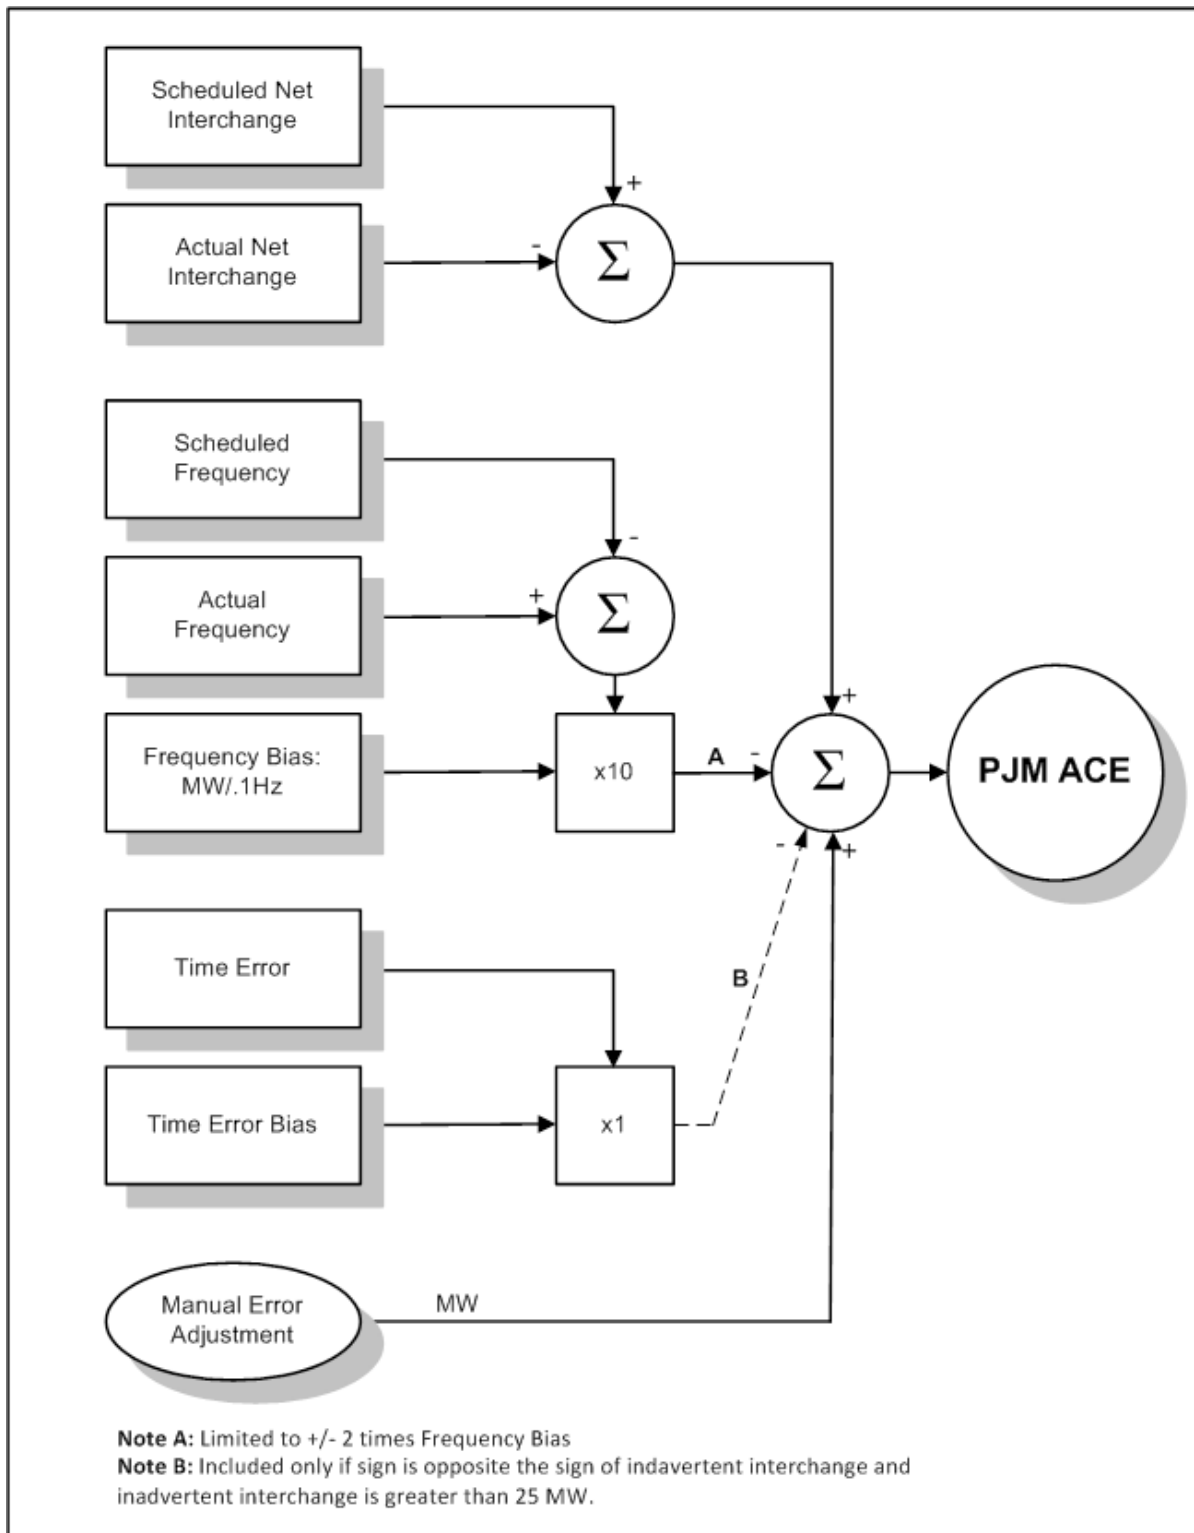 Scheduled Net
Interchange
+
Actual Net
Interchange
-
Σ
Scheduled
Frequency
-
Actual
Frequency
+
Σ
Frequency Bias:
MW/.1Hz
x10
A
-
+
Σ
PJM ACE
-
+
B
Time Error
Time Error Bias
x1
Manual Error
Adjustment
MW
Note A: Limited to +/- 2 times Frequency Bias
Note B: Included only if sign is opposite the sign of indavertent interchange and
inadvertent interchange is greater than 25 MW.